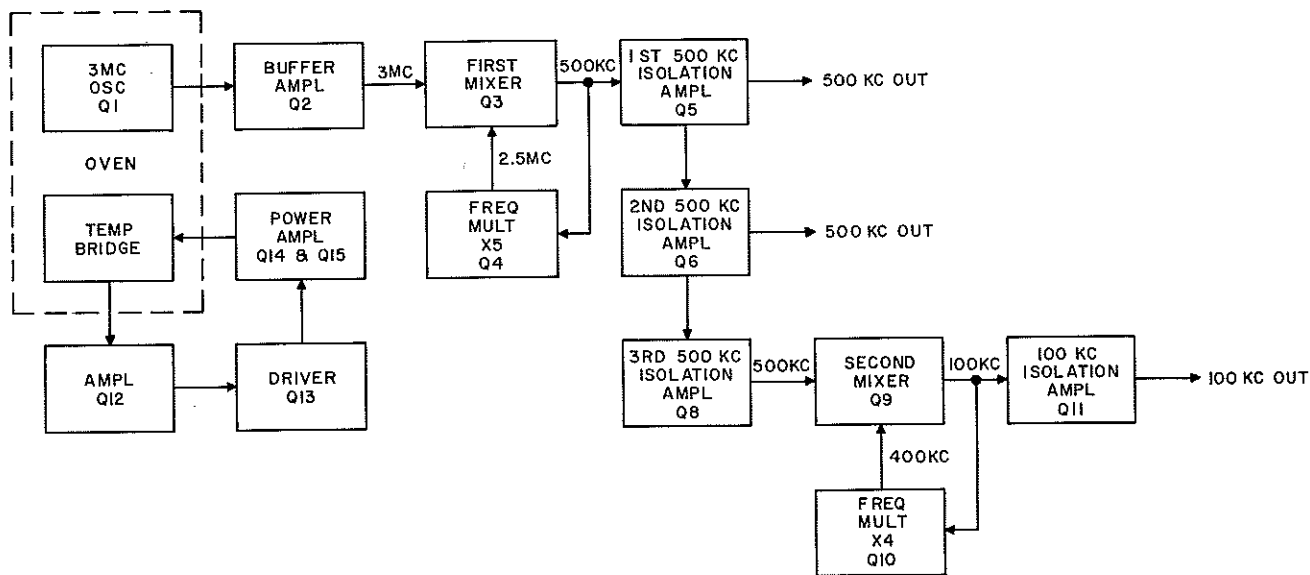 3MC
OSC
Q1
BUFFER
AMPL
Q2
3MC
FIRST
MIXER
Q3
500KC
1 ST 500 KC
ISOLATION
AMPL
Q5
500 KC OUT
OVEN
2.5MC
TEMP
BRIDGE
POWER
AMPL
Q14 & Q15
FREQ
MULT
X5
Q4
2ND 500 KC
ISOLATION
AMPL
Q6
500 KC OUT
AMPL
Q12
DRIVER
Q13
3RD 500 KC
ISOLATION
AMPL
Q8
500KC
SECOND
MIXER
Q9
100KC
100 KC
ISOLATION
AMPL
Q11
100 KC OUT
400KC
FREQ
MULT
X4
Q10